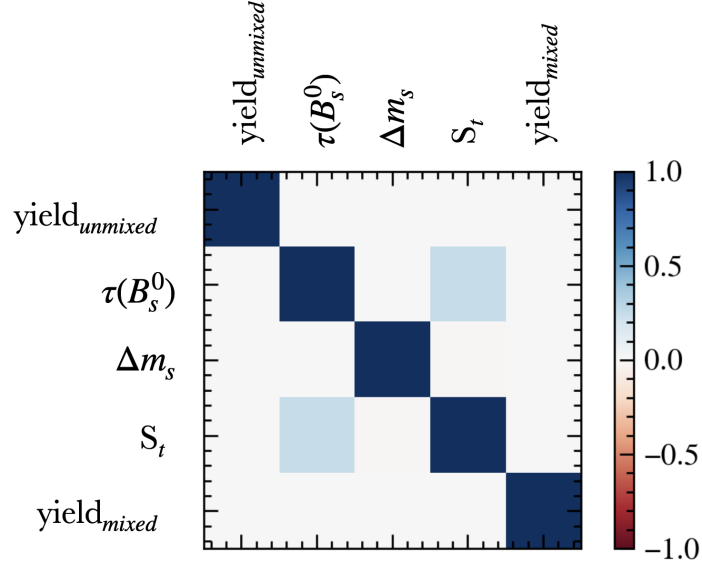 yield_unmixed
τ(B_s^0)
Δm_s
S_t
yield_mixed
yield_unmixed
τ(B_s^0)
Δm_s
S_t
yield_mixed
1.0
0.5
0.0
−0.5
−1.0